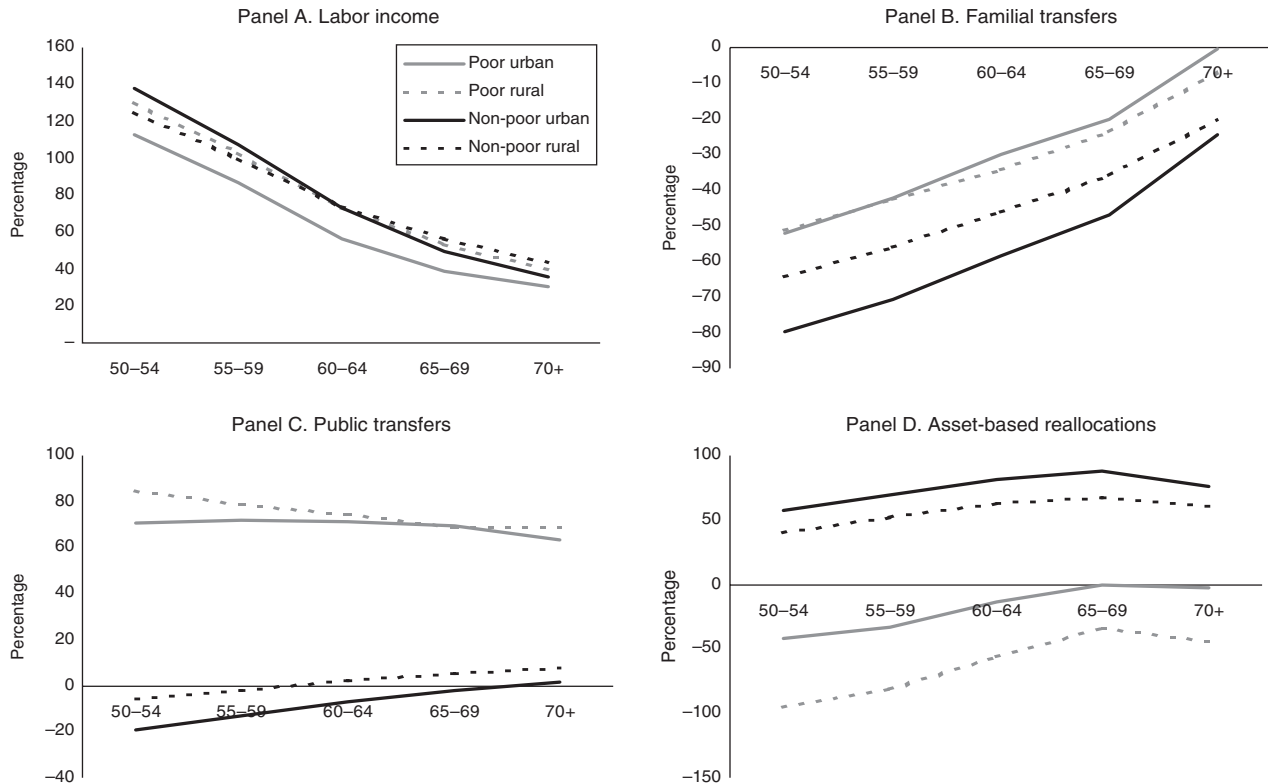 Panel A. Labor income
Percentage
160
140
120
100
80
60
40
20
–
50–54 55–59 60–64 65–69 70+
Poor urban
Poor rural
Non-poor urban
Non-poor rural
Panel B. Familial transfers
Percentage
0
–10
–20
–30
–40
–50
–60
–70
–80
–90
50–54 55–59 60–64 65–69 70+
Panel C. Public transfers
Percentage
100
80
60
40
20
0
–20
–40
50–54 55–59 60–64 65–69 70+
Panel D. Asset-based reallocations
Percentage
100
50
0
–50
–100
–150
50–54 55–59 60–64 65–69 70+